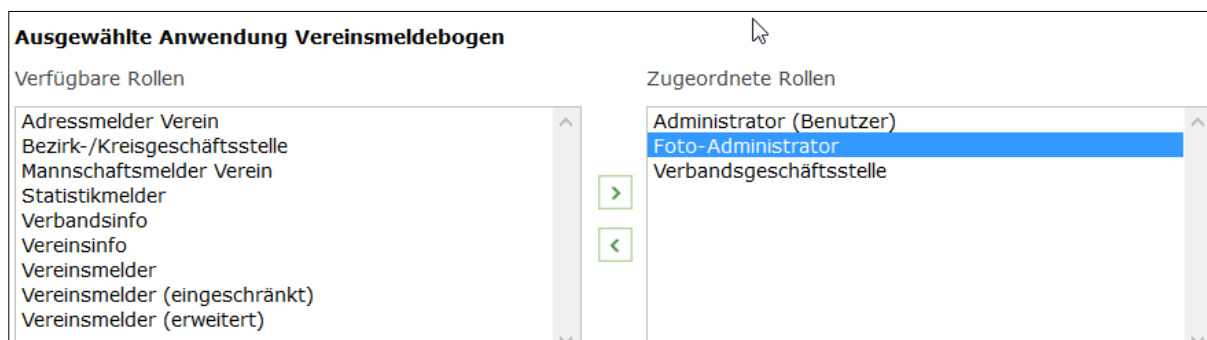 Ausgewählte Anwendung Vereinsmeldebogen
Verfügbare Rollen
Adressmelder Verein
Bezirk-/Kreisgeschäftsstelle
Mannschaftsmelder Verein
Statistikmelder
Verbandsinfo
Vereinsinfo
Vereinsmelder
Vereinsmelder (eingeschränkt)
Vereinsmelder (erweitert)
Zugeordnete Rollen
Administrator (Benutzer)
Foto-Administrator
Verbandsgeschäftsstelle